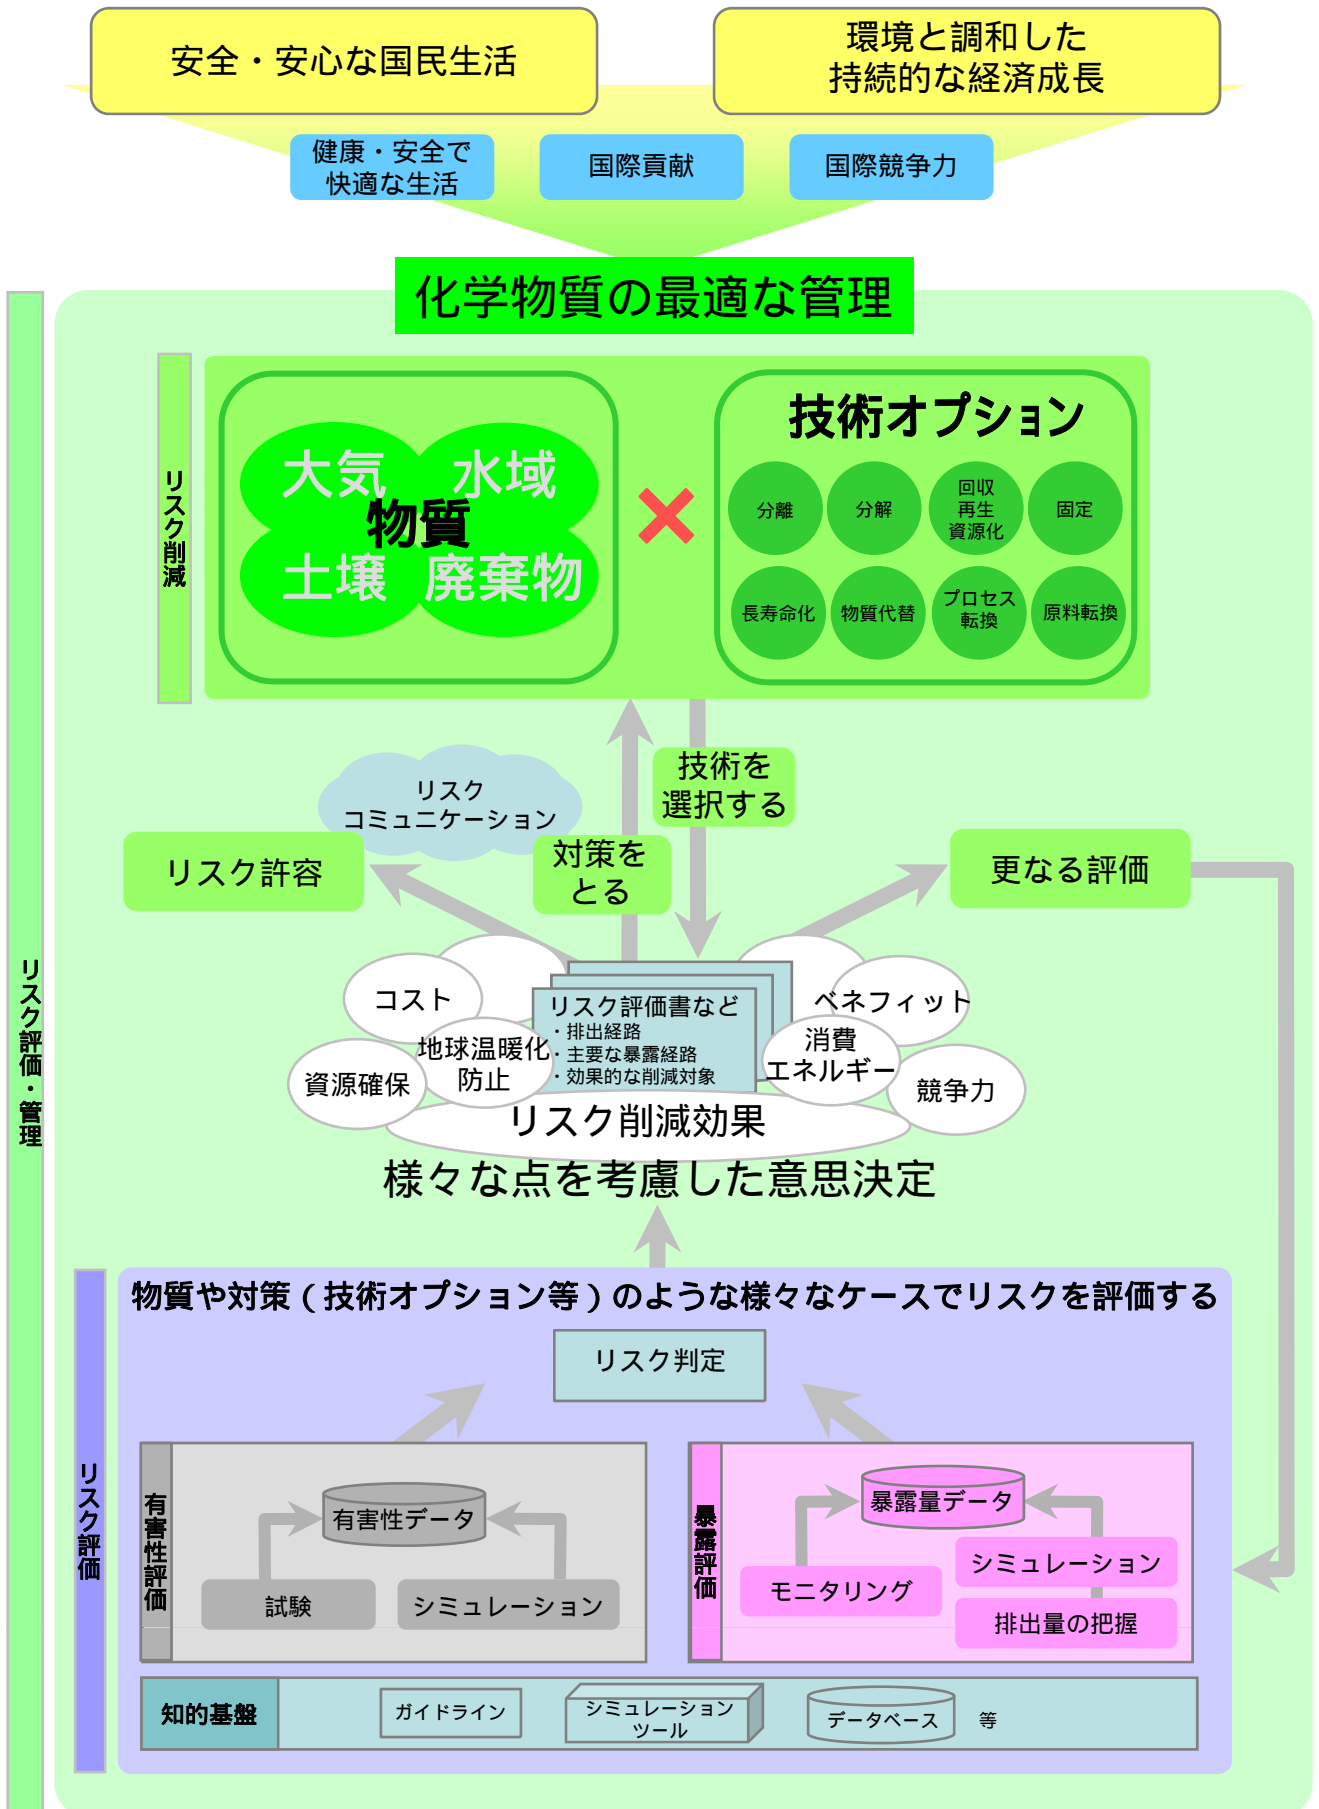 安全・安心な国民生活
環境と調和した
持続的な経済成長
健康・安全で
快適な生活
国際貢献
国際競争力
化学物質の最適な管理
リスク評価・管理
リスク削減
大気
水域
物質
土壌
廃棄物
×
技術オプション
分離
分解
回収
再生
資源化
固定
長寿命化
物質代替
プロセス
転換
原料転換
技術を
選択する
リスク
コミュニケーション
対策を
とる
リスク許容
更なる評価
コスト
ベネフィット
リスク評価書など
・排出経路
・主要な暴露経路
・効果的な削減対象
地球温暖化
防止
消費
エネルギー
資源確保
競争力
リスク削減効果
様々な点を考慮した意思決定
リスク評価
物質や対策（技術オプション等）のような様々なケースでリスクを評価する
リスク判定
有害性評価
有害性データ
試験
シミュレーション
暴露評価
暴露量データ
モニタリング
シミュレーション
排出量の把握
知的基盤
ガイドライン
シミュレーション
ツール
データベース
等